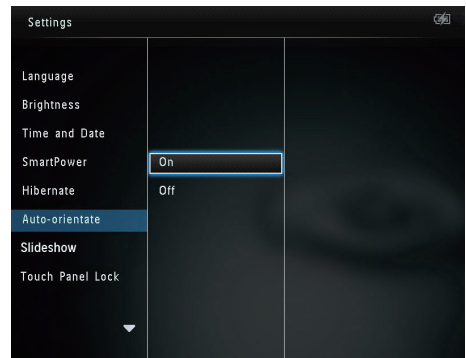 Settings
Language
Brightness
Time and Date
SmartPower
Hibernate
Auto-orientate
Slideshow
Touch Panel Lock
On
Off